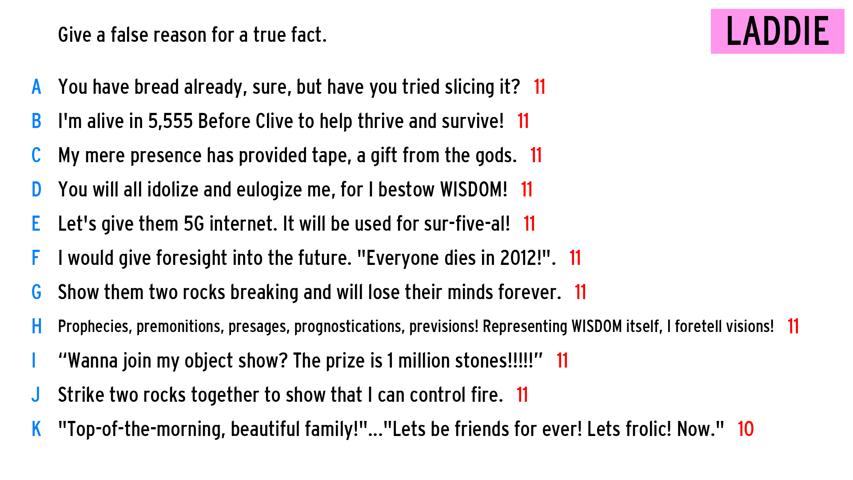 Give a false reason for a true fact.
LADDIE
A You have bread already, sure, but have you tried slicing it? 11
B I'm alive in 5,555 Before Clive to help thrive and survive! 11
C My mere presence has provided tape, a gift from the gods. 11
D You will all idolize and eulogize me, for I bestow WISDOM! 11
E Let's give them 5G internet. It will be used for sur-five-al! 11
F I would give foresight into the future. "Everyone dies in 2012!". 11
G Show them two rocks breaking and will lose their minds forever. 11
H Prophecies, premonitions, presages, prognostications, previsions! Representing WISDOM itself, I foretell visions! 11
I “Wanna join my object show? The prize is 1 million stones!!!!!” 11
J Strike two rocks together to show that I can control fire. 11
K "Top-of-the-morning, beautiful family!"..."Lets be friends for ever! Lets frolic! Now." 10